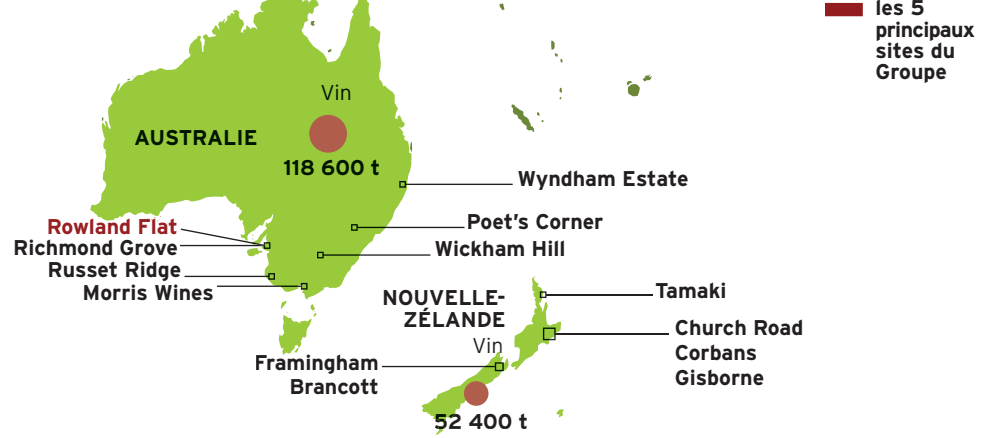 les 5
principaux
sites du
Groupe
Vin
AUSTRALIE
118 600 t
Wyndham Estate
Poet's Corner
Rowland Flat
Richmond Grove
Wickham Hill
Russet Ridge
Morris Wines
NOUVELLE-
ZÉLANDE
Vin
Tamaki
Church Road
Corbans
Gisborne
Framingham
Brancott
52 400 t